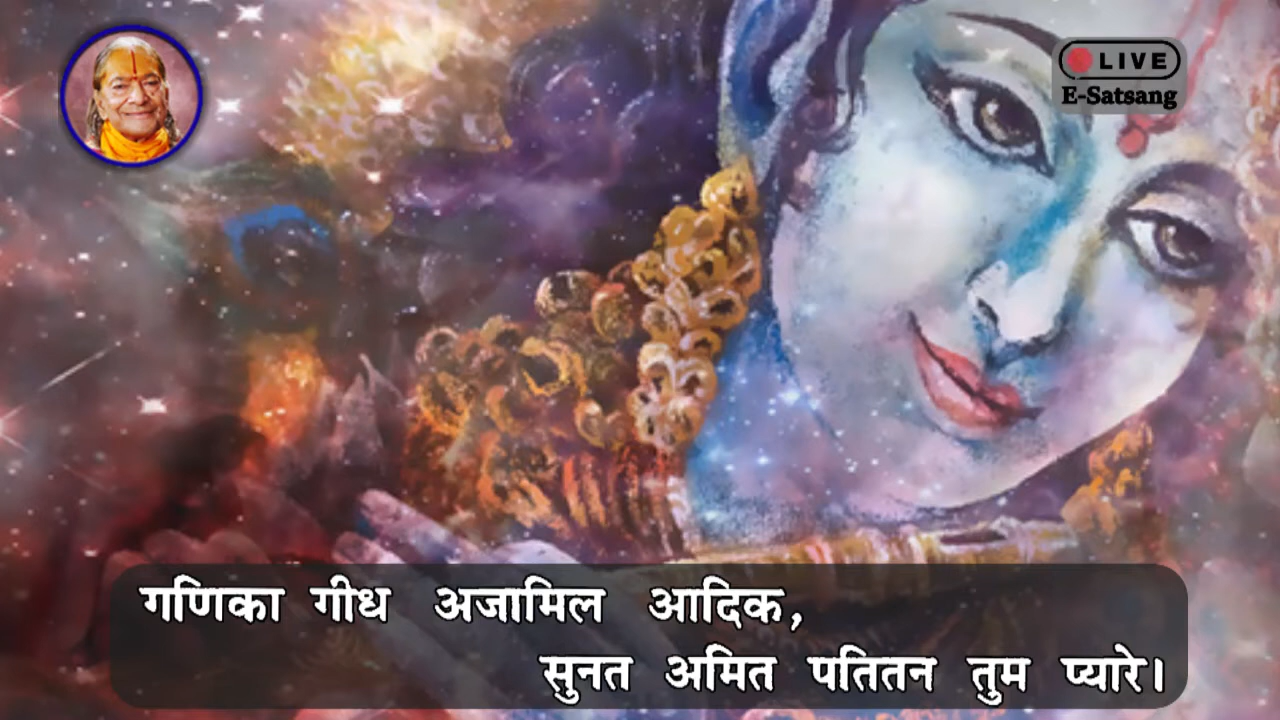 LIVE
E-Satsang
गणिका गीध अजामिल आदिक,
सुनत अमित पतितन तुम प्यारे।